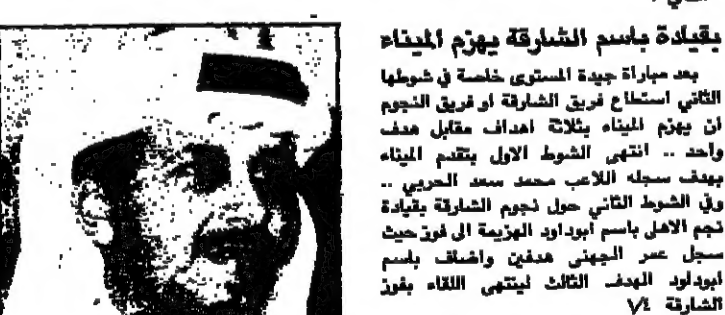 بقيادة باسم الشارقة يهزم الميناء
بعد مباراة جيدة المستوى خاصة في شوطها
الثاني استطاع فريق الشارقة او فريق النجوم
ان يهزم الميناء بثلاثة اهداف مقابل هدف
واحد .. انتهى الشوط الاول بتقدم الميناء
بهدف سجله اللاعب محمد سعد الحربي ..
وفي الشوط الثاني حول نجوم الشارقة بقيادة
نجم الاهلى باسم ابوداود الهزيمة الى فوز حيث
سجل عمر الجهنى هدفين واضاف باسم
ابوداود الهدف الثالث لينتهى اللقاء بفوز
الشارقة